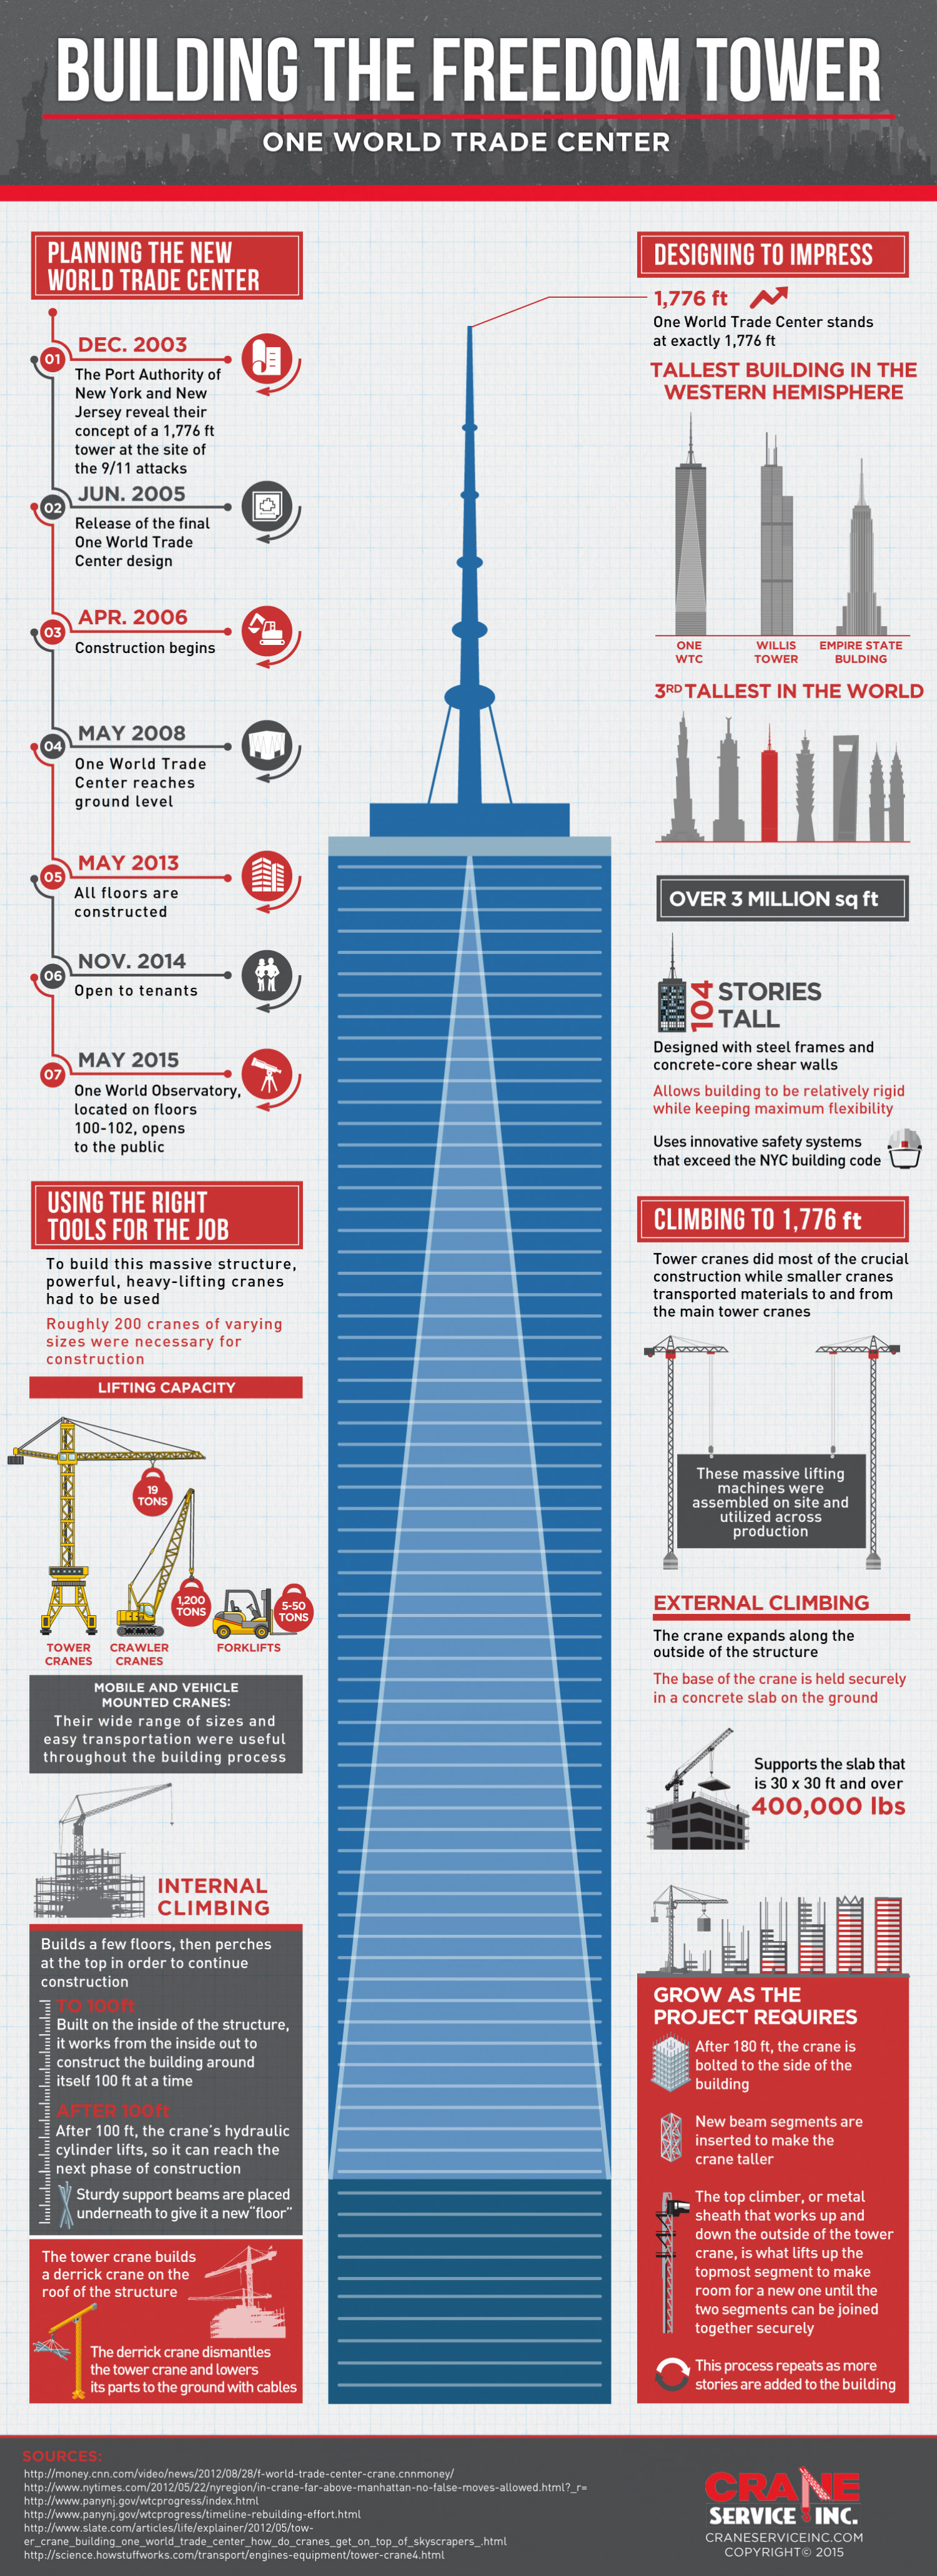 BUILDING THE FREEDOM TOWER
ONE WORLD TRADE CENTER
PLANNING THE NEW
WORLD TRADE CENTER
01
DEC. 2003
The Port Authority of
New York and New
Jersey reveal their
concept of a 1,776 ft
tower at the site of
the 9/11 attacks
02
JUN. 2005
Release of the final
One World Trade
Center design
03
APR. 2006
Construction begins
04
MAY 2008
One World Trade
Center reaches
ground level
05
MAY 2013
All floors are
constructed
06
NOV. 2014
Open to tenants
07
MAY 2015
One World Observatory,
located on floors
100-102, opens
to the public
USING THE RIGHT
TOOLS FOR THE JOB
To build this massive structure,
powerful, heavy-lifting cranes
had to be used
Roughly 200 cranes of varying
sizes were necessary for
construction
LIFTING CAPACITY
19
TONS
1,200
TONS
5-50
TONS
TOWER
CRANES
CRAWLER
CRANES
FORKLIFTS
MOBILE AND VEHICLE
MOUNTED CRANES:
Their wide range of sizes and
easy transportation were useful
throughout the building process
INTERNAL
CLIMBING
Builds a few floors, then perches
at the top in order to continue
construction
TO 100ft
Built on the inside of the structure,
it works from the inside out to
construct the building around
itself 100 ft at a time
AFTER 100ft
After 100 ft, the crane's hydraulic
cylinder lifts, so it can reach the
next phase of construction
Sturdy support beams are placed
underneath to give it a new "floor"
The tower crane builds
a derrick crane on the
roof of the structure
The derrick crane dismantles
the tower crane and lowers
its parts to the ground with cables
DESIGNING TO IMPRESS
1,776 ft
One World Trade Center stands
at exactly 1,776 ft
TALLEST BUILDING IN THE
WESTERN HEMISPHERE
ONE
WTC
WILLIS
TOWER
EMPIRE STATE
BULDING
3RD TALLEST IN THE WORLD
OVER 3 MILLION sq ft
104
STORIES
TALL
Designed with steel frames and
concrete-core shear walls
Allows building to be relatively rigid
while keeping maximum flexibility
Uses innovative safety systems
that exceed the NYC building code
CLIMBING TO 1,776 ft
Tower cranes did most of the crucial
construction while smaller cranes
transported materials to and from
the main tower cranes
These massive lifting
machines were
assembled on site and
utilized across
production
EXTERNAL CLIMBING
The crane expands along the
outside of the structure
The base of the crane is held securely
in a concrete slab on the ground
Supports the slab that
is 30 x 30 ft and over
400,000 lbs
GROW AS THE
PROJECT REQUIRES
After 180 ft, the crane is
bolted to the side of the
building
New beam segments are
inserted to make the
crane taller
The top climber, or metal
sheath that works up and
down the outside of the tower
crane, is what lifts up the
topmost segment to make
room for a new one until the
two segments can be joined
together securely
This process repeats as more
stories are added to the building
SOURCES:
http://money.cnn.com/video/news/2012/08/28/f-world-trade-center-crane.cnnmoney/
http://www.nytimes.com/2012/05/22/nyregion/in-crane-far-above-manhattan-no-false-moves-allowed.html?_r=
http://www.panynj.gov/wtcprogress/index.html
http://www.panynj.gov/wtcprogress/timeline-rebuilding-effort.html
http://www.slate.com/articles/life/explainer/2012/05/tow-
er_crane_building_one_world_trade_center_how_do_cranes_get_on_top_of_skyscrapers_.html
http://science.howstuffworks.com/transport/engines-equipment/tower-crane4.html
CRANE
SERVICE INC.
CRANESERVICEINC.COM
COPYRIGHT© 2015